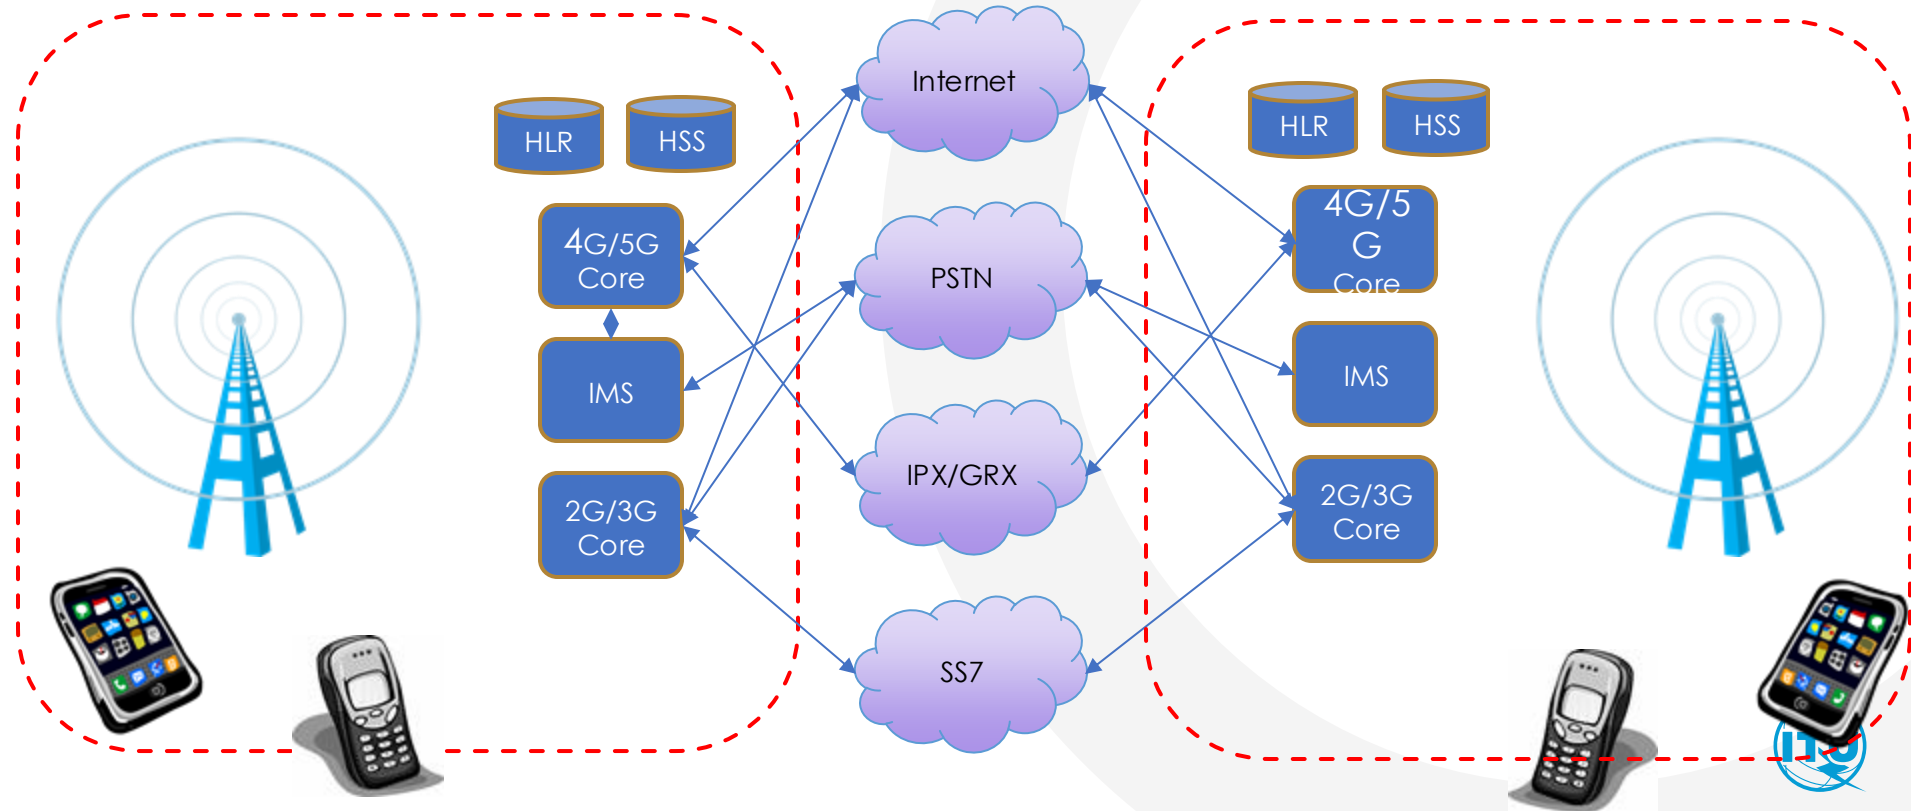 HLR
HSS
4G/5G
Core
IMS
2G/3G
Core
Internet
PSTN
IPX/GRX
SS7
HLR
HSS
4G/5
G
Core
IMS
2G/3G
Core
ITU